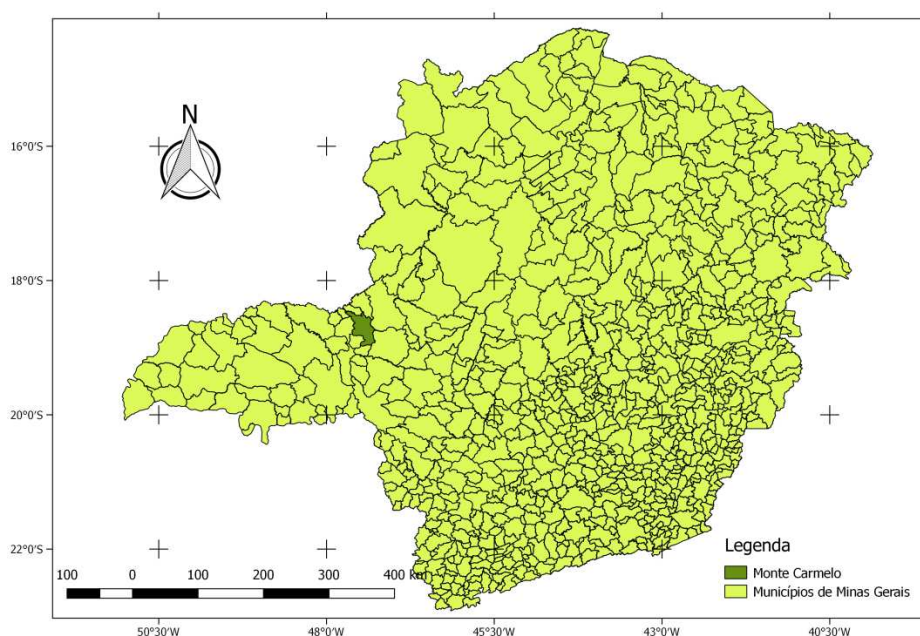 N
16°0'S
18°0'S
20°0'S
22°0'S
Legenda
Monte Carmelo
Municípios de Minas Gerais
100 0 100 200 300 400 km
50°30'W 48°0'W 45°30'W 43°0'W 40°30'W